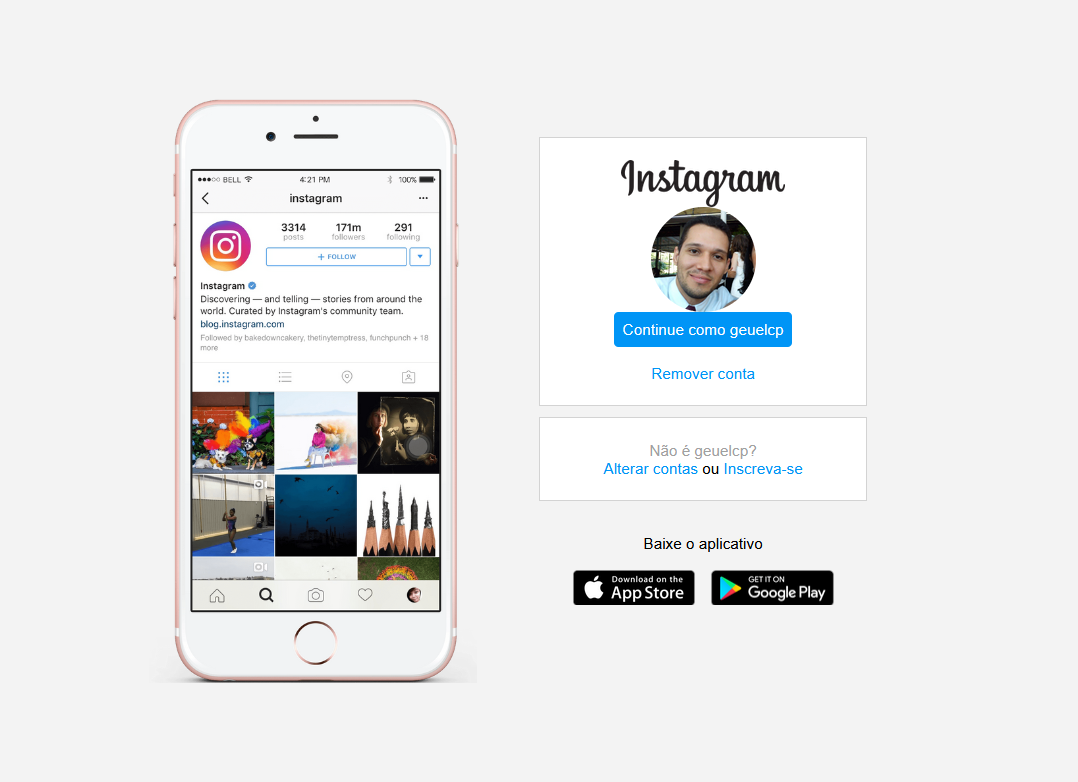 BELL
4:21 PM
100%
instagram
3314
171m
291
posts
followers
following
+ FOLLOW
Instagram
Discovering — and telling — stories from around the
world. Curated by Instagram's community team.
blog.instagram.com
Followed by bakedowncakery, thetinytemptress, funchpunch + 18
more
Instagram
Continue como geuelcp
Remover conta
Não é geuelcp?
Alterar contas ou Inscreva-se
Baixe o aplicativo
Download on the
App Store
GET IT ON
Google Play